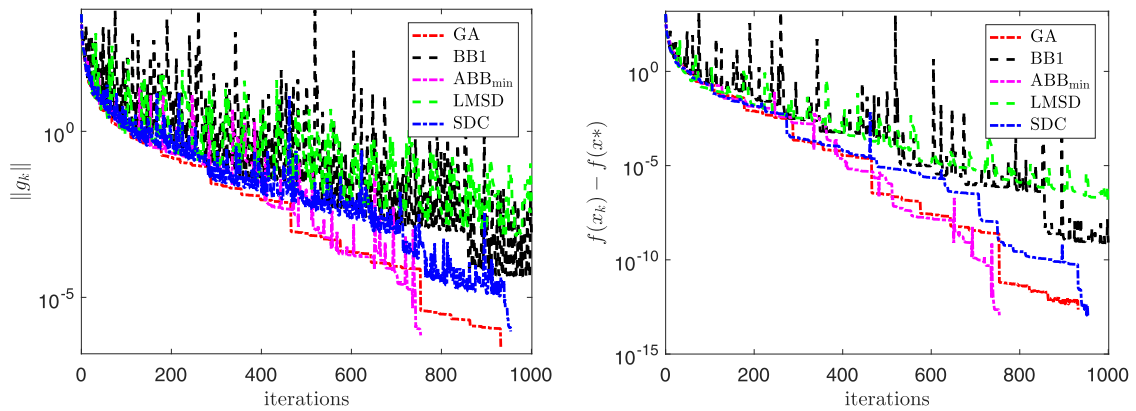 GA
BB1
ABB_min
LMSD
SDC
10^0
10^-5
||g_k||
0 200 400 600 800 1000
iterations
GA
BB1
ABB_min
LMSD
SDC
10^0
10^-5
10^-10
10^-15
f(x_k) − f(x*)
0 200 400 600 800 1000
iterations